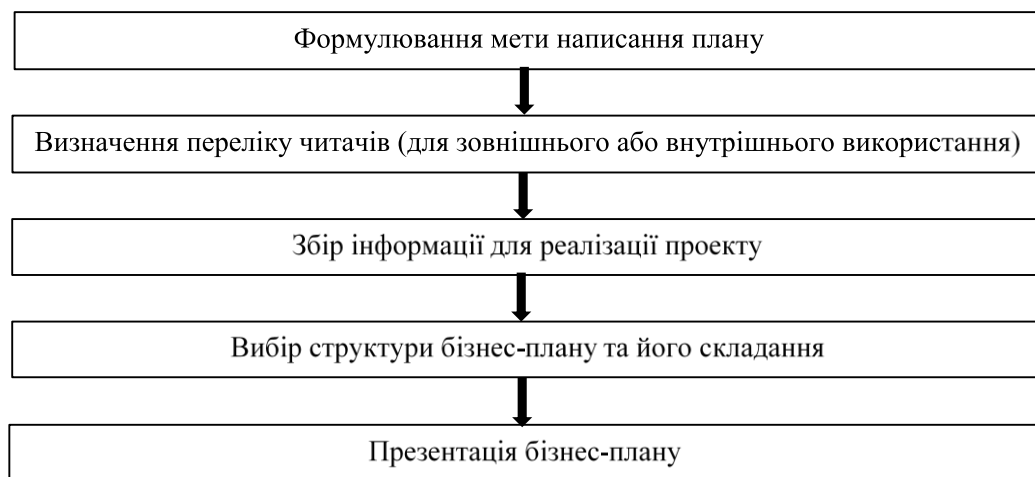 Формулювання мети написання плану
Визначення переліку читачів (для зовнішнього або внутрішнього використання)
Збір інформації для реалізації проекту
Вибір структури бізнес-плану та його складання
Презентація бізнес-плану